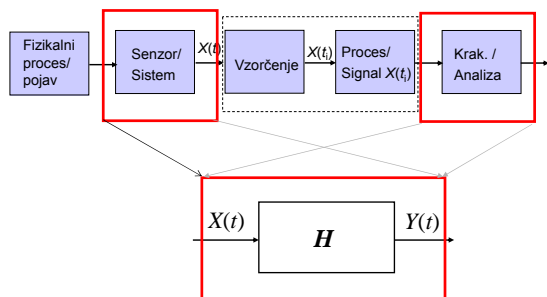 Fizikalni
proces/
pojav
Senzor/
Sistem
X(t)
Vzorčenje
X(tᵢ)
Proces/
Signal X(tᵢ)
Krak. /
Analiza
X(t)
H
Y(t)